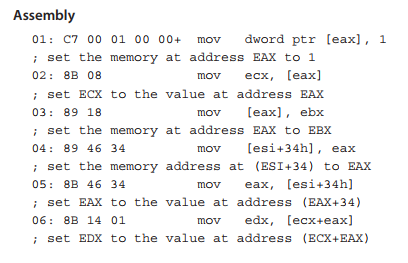 Assembly
01: C7 00 01 00 00+ mov dword ptr [eax], 1
; set the memory at address EAX to 1
02: 8B 08 mov ecx, [eax]
; set ECX to the value at address EAX
03: 89 18 mov [eax], ebx
; set the memory at address EAX to EBX
04: 89 46 34 mov [esi+34h], eax
; set the memory address at (ESI+34) to EAX
05: 8B 46 34 mov eax, [esi+34h]
; set EAX to the value at address (EAX+34)
06: 8B 14 01 mov edx, [ecx+eax]
; set EDX to the value at address (ECX+EAX)